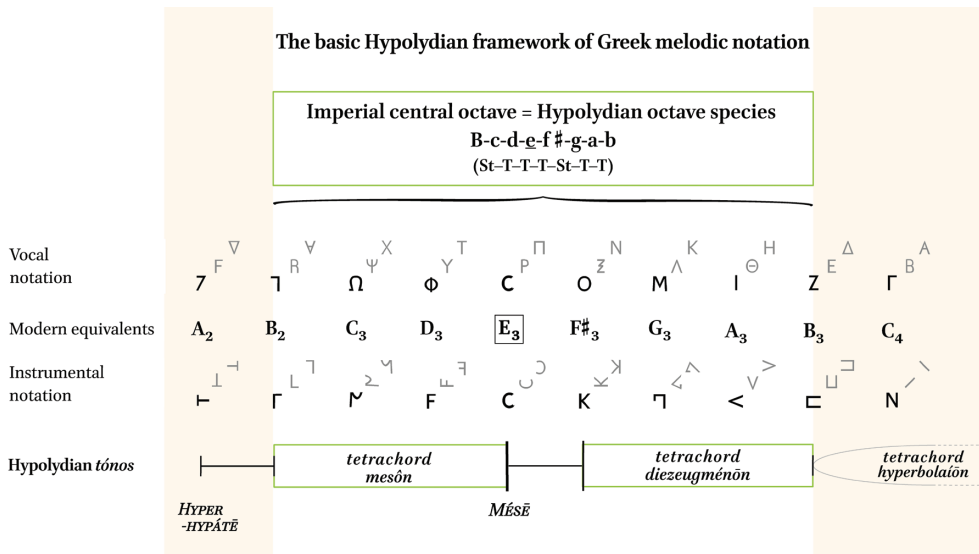 The basic Hypolydian framework of Greek melodic notation
Imperial central octave = Hypolydian octave species
B-c-d-e-f♯-g-a-b
(St–T–T–T–St–T–T)
∇ Ɐ X T Π N K H Δ A
F R Ψ Y P Ƶ Λ Θ E B
Vocal
notation
7 ⅂ Ω Φ C O M I Z Γ
Modern equivalents A₂ B₂ C₃ D₃ E₃ F♯₃ G₃ A₃ B₃ C₄
Instrumental
notation
Γ F C K < ⊏ N
Hypolydian tónos
tetrachord
mesôn
tetrachord
diezeugménōn
tetrachord
hyperbolaíōn
HYPER
-HYPÁTĒ
MÉSĒ